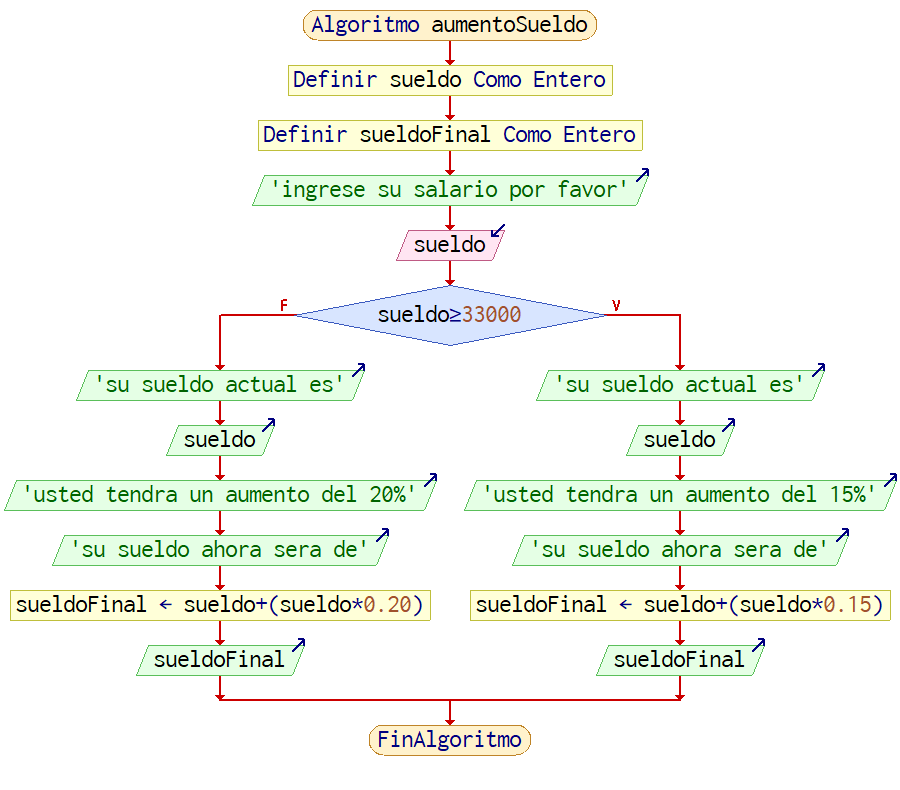 Algoritmo aumentoSueldo
Definir sueldo Como Entero
Definir sueldoFinal Como Entero
'ingrese su salario por favor'
sueldo
sueldo≥33000
F
V
'su sueldo actual es'
sueldo
'usted tendra un aumento del 20%'
'su sueldo ahora sera de'
sueldoFinal ← sueldo+(sueldo*0.20)
sueldoFinal
'su sueldo actual es'
sueldo
'usted tendra un aumento del 15%'
'su sueldo ahora sera de'
sueldoFinal ← sueldo+(sueldo*0.15)
sueldoFinal
FinAlgoritmo